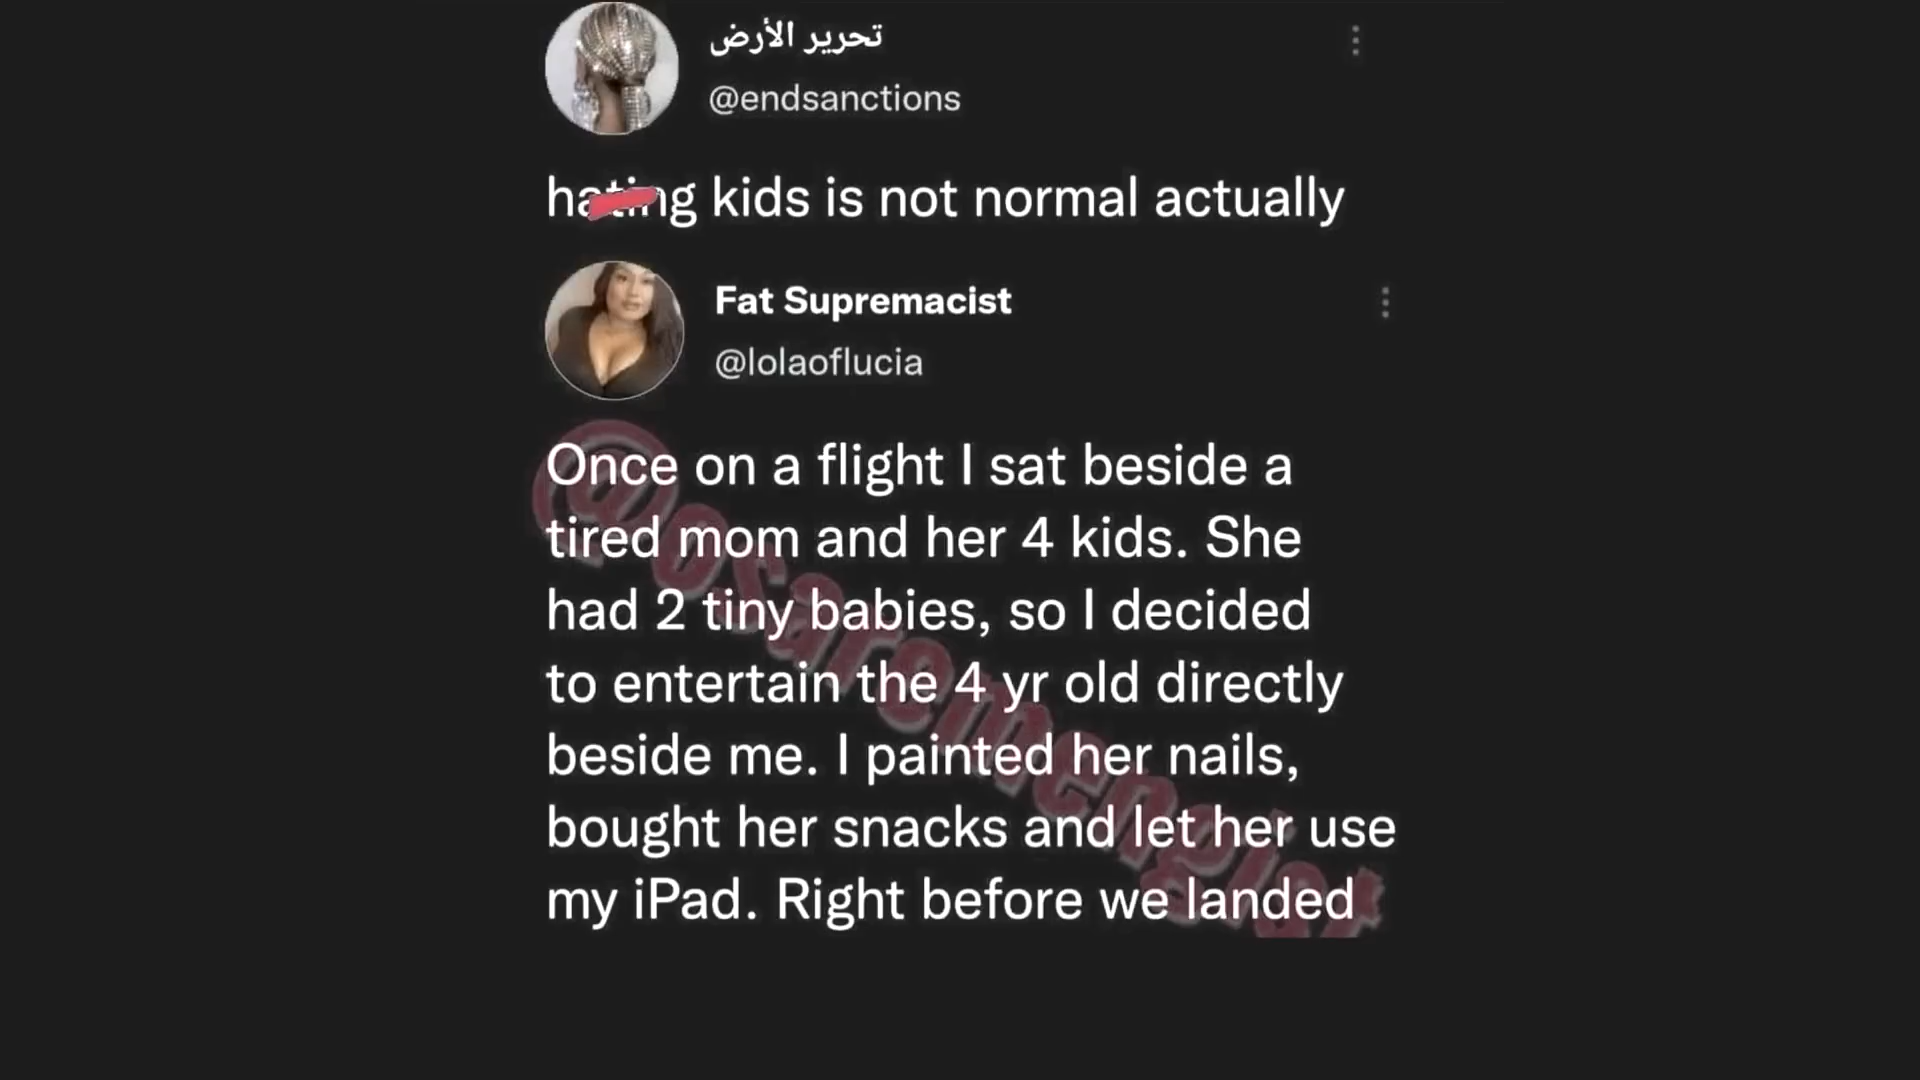 تحرير الأرض
@endsanctions
hating kids is not normal actually
Fat Supremacist
@lolaoflucia
Once on a flight I sat beside a
tired mom and her 4 kids. She
had 2 tiny babies, so I decided
to entertain the 4 yr old directly
beside me. I painted her nails,
bought her snacks and let her use
my iPad. Right before we landed
@osaremengist